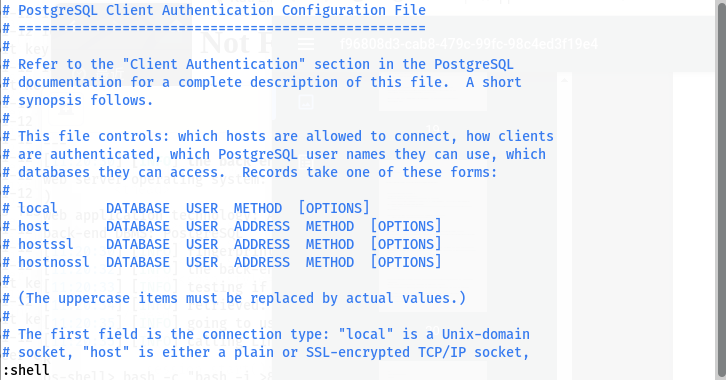 # PostgreSQL Client Authentication Configuration File
# ===================================================
#
# Refer to the "Client Authentication" section in the PostgreSQL
# documentation for a complete description of this file.  A short
# synopsis follows.
#
# This file controls: which hosts are allowed to connect, how clients
# are authenticated, which PostgreSQL user names they can use, which
# databases they can access.  Records take one of these forms:
#
# local      DATABASE  USER  METHOD  [OPTIONS]
# host       DATABASE  USER  ADDRESS  METHOD  [OPTIONS]
# hostssl    DATABASE  USER  ADDRESS  METHOD  [OPTIONS]
# hostnossl  DATABASE  USER  ADDRESS  METHOD  [OPTIONS]
#
# (The uppercase items must be replaced by actual values.)
#
# The first field is the connection type: "local" is a Unix-domain
# socket, "host" is either a plain or SSL-encrypted TCP/IP socket,
:shell